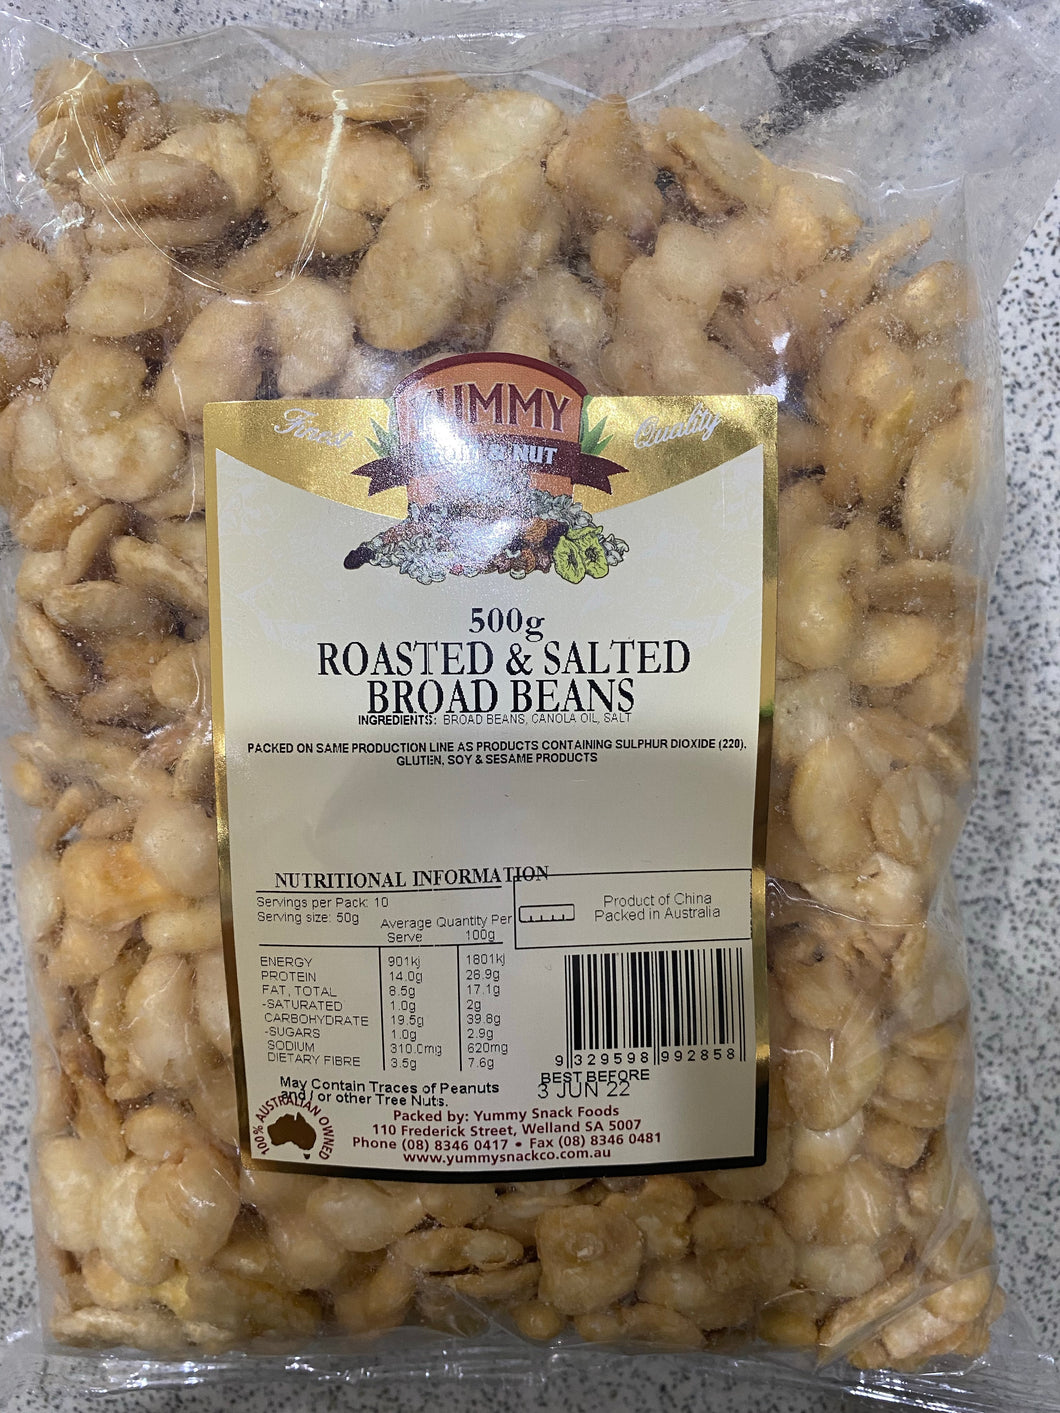 Finest Quality
YUMMY
& NUT
500g
ROASTED & SALTED
BROAD BEANS
INGREDIENTS: BROAD BEANS, CANOLA OIL, SALT
PACKED ON SAME PRODUCTION LINE AS PRODUCTS CONTAINING SULPHUR DIOXIDE (220),
GLUTEN, SOY & SESAME PRODUCTS
NUTRITIONAL INFORMATION
Servings per Pack: 10
Serving size: 50g
Average Quantity Per
Serve 100g
ENERGY 901kj 1801kj
PROTEIN 14.0g 28.9g
FAT, TOTAL 8.5g 17.1g
-SATURATED 1.0g 2g
CARBOHYDRATE 19.5g 39.8g
-SUGARS 1.0g 2.9g
SODIUM 310.0mg 620mg
DIETARY FIBRE 3.5g 7.6g
Product of China
Packed in Australia
9 329598 992858
BEST BEFORE
3 JUN 22
May Contain Traces of Peanuts
and / or other Tree Nuts.
100% AUSTRALIAN OWNED
Packed by: Yummy Snack Foods
110 Frederick Street, Welland SA 5007
Phone (08) 8346 0417 • Fax (08) 8346 0481
www.yummysnackco.com.au